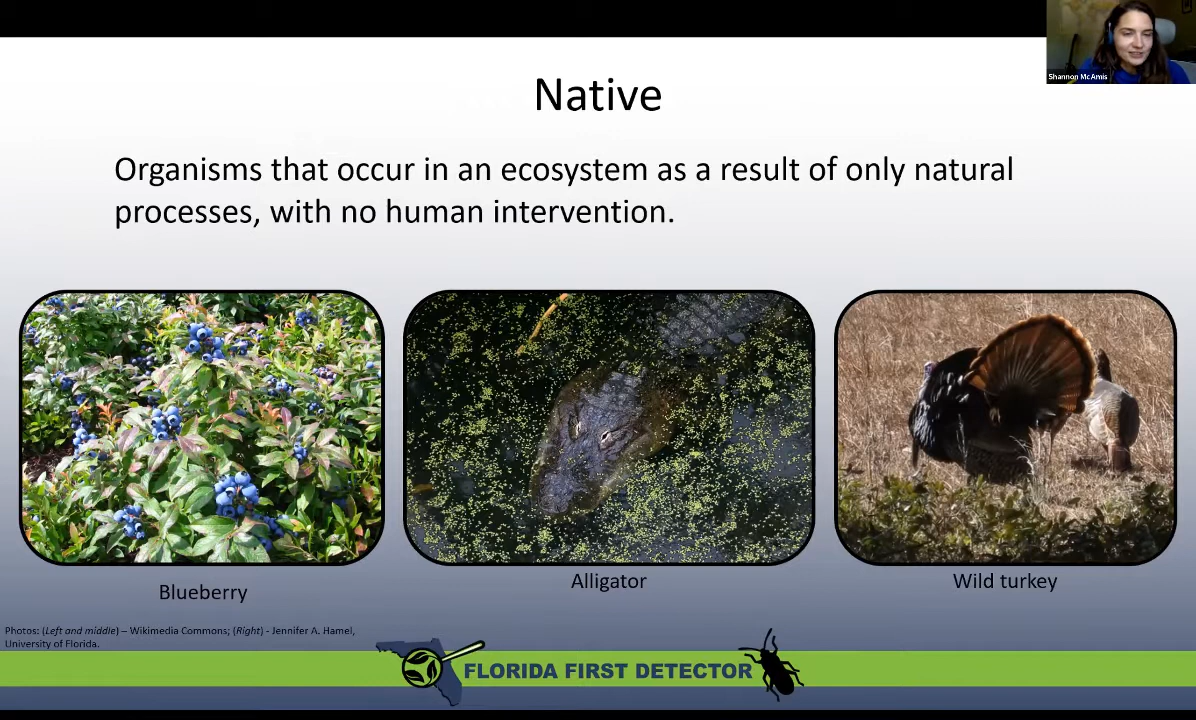 Shannon McAmis
Native
Organisms that occur in an ecosystem as a result of only natural
processes, with no human intervention.
Blueberry
Alligator
Wild turkey
Photos: (Left and middle) – Wikimedia Commons; (Right) - Jennifer A. Hamel,
University of Florida.
FLORIDA FIRST DETECTOR